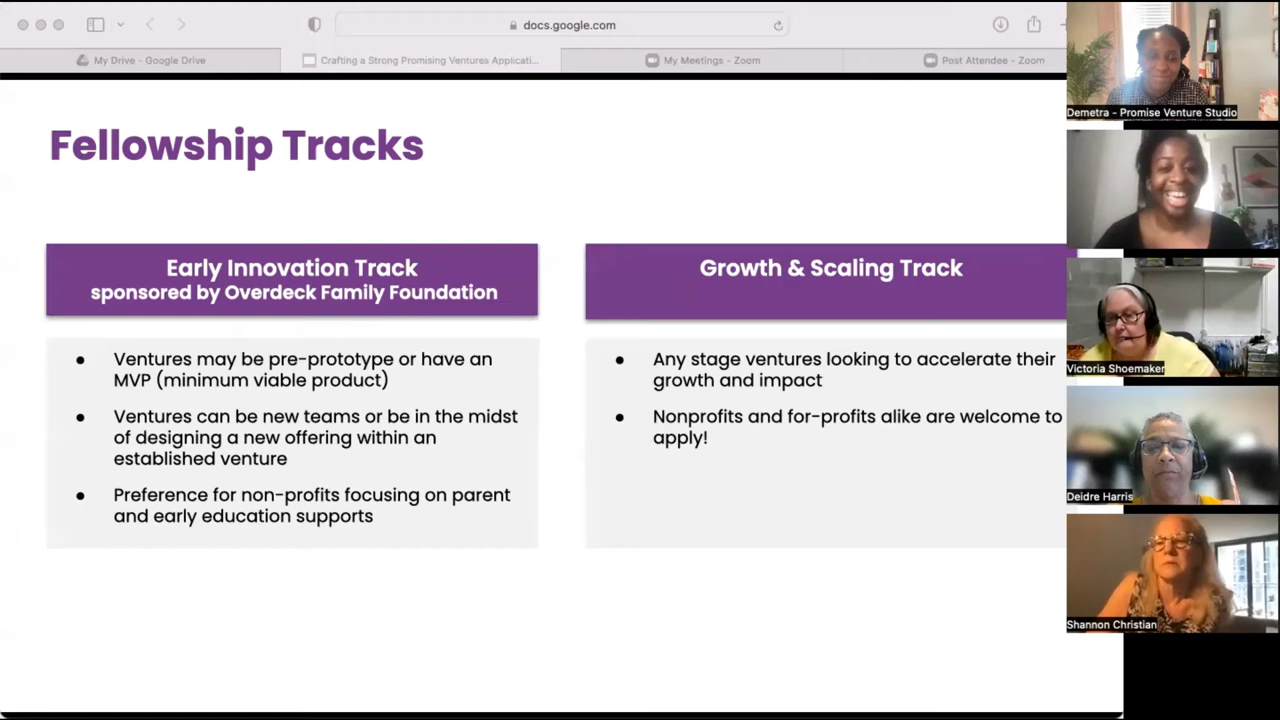 docs.google.com
My Drive - Google Drive
Crafting a Strong Promising Ventures Applicati...
My Meetings - Zoom
Post Attendee - Zoom
Fellowship Tracks
Early Innovation Track
sponsored by Overdeck Family Foundation
● Ventures may be pre-prototype or have an
MVP (minimum viable product)
● Ventures can be new teams or be in the midst
of designing a new offering within an
established venture
● Preference for non-profits focusing on parent
and early education supports
Growth & Scaling Track
● Any stage ventures looking to accelerate their
growth and impact
● Nonprofits and for-profits alike are welcome to
apply!
Demetra - Promise Venture Studio
Victoria Shoemaker
Deidre Harris
Shannon Christian